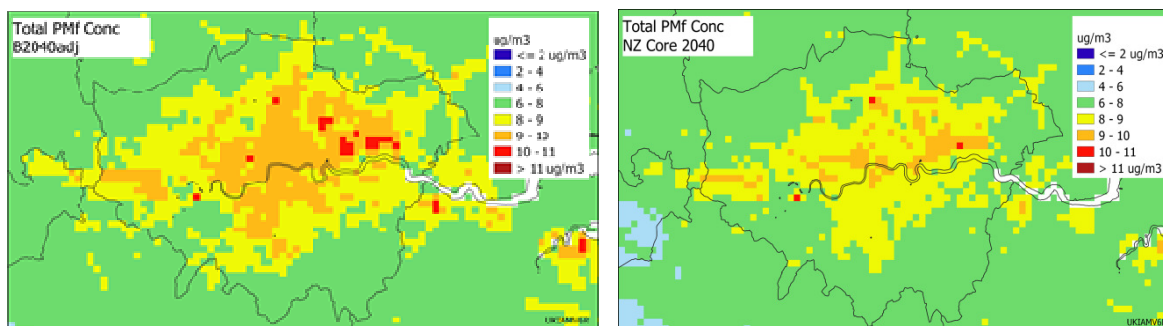 Total PMf Conc
B2040adj
ug/m3
<= 2 ug/m3
2 - 4
4 - 6
6 - 8
8 - 9
9 - 10
10 - 11
> 11 ug/m3
Total PMf Conc
NZ Core 2040
ug/m3
<= 2 ug/m3
2 - 4
4 - 6
6 - 8
8 - 9
9 - 10
10 - 11
> 11 ug/m3
UKIAMV6R